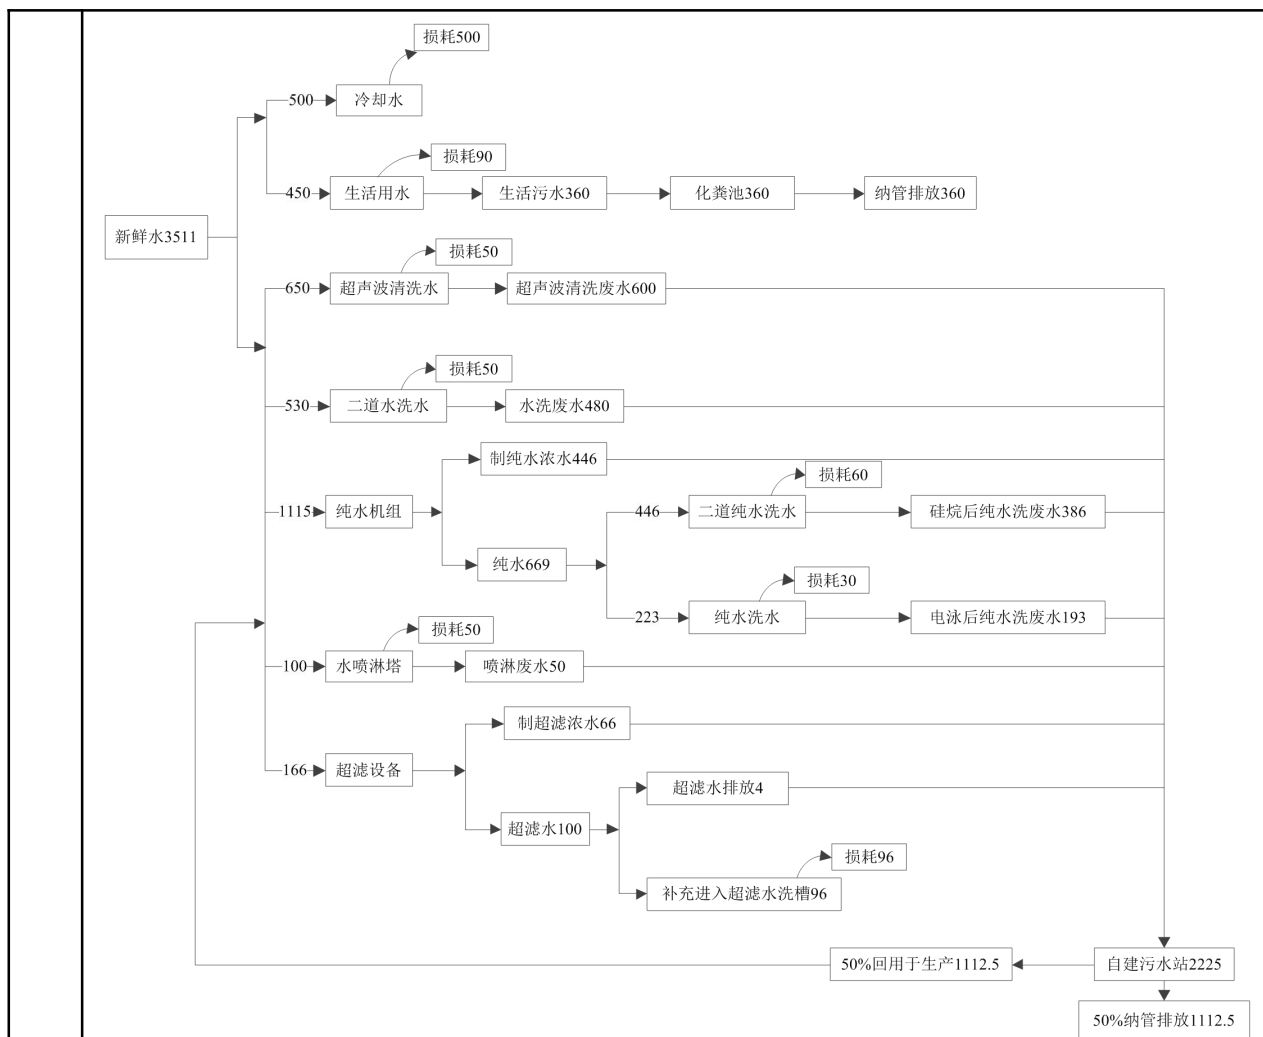 损耗500
500
冷却水
损耗90
450
生活用水
生活污水360
化粪池360
纳管排放360
新鲜水3511
损耗50
650
超声波清洗水
超声波清洗废水600
损耗50
530
二道水洗水
水洗废水480
制纯水浓水446
损耗60
1115
纯水机组
446
二道纯水洗水
硅烷后纯水洗废水386
纯水669
损耗30
223
纯水洗水
电泳后纯水洗废水193
损耗50
100
水喷淋塔
喷淋废水50
制超滤浓水66
166
超滤设备
超滤水排放4
超滤水100
损耗96
补充进入超滤水洗槽96
50%回用于生产1112.5
自建污水站2225
50%纳管排放1112.5